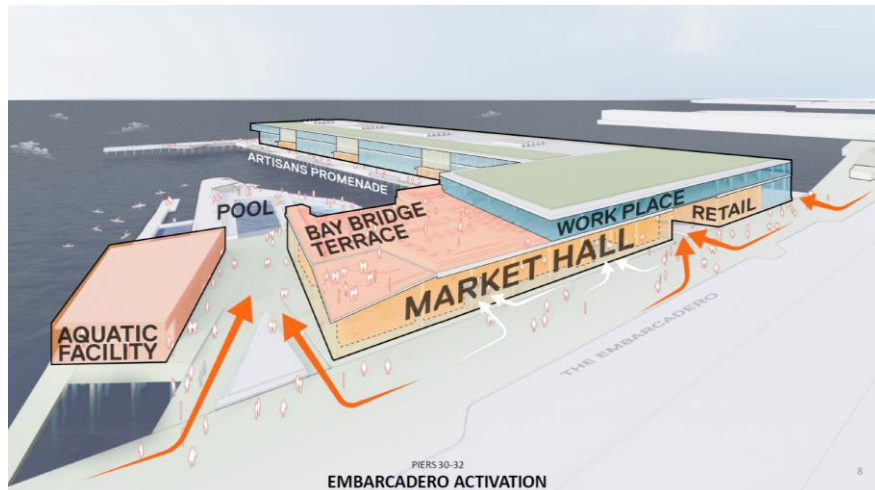 ARTISANS PROMENADE
POOL
BAY BRIDGE
TERRACE
WORK PLACE
RETAIL
MARKET HALL
AQUATIC
FACILITY
THE EMBARCADERO
PIERS 30-32
EMBARCADERO ACTIVATION
8